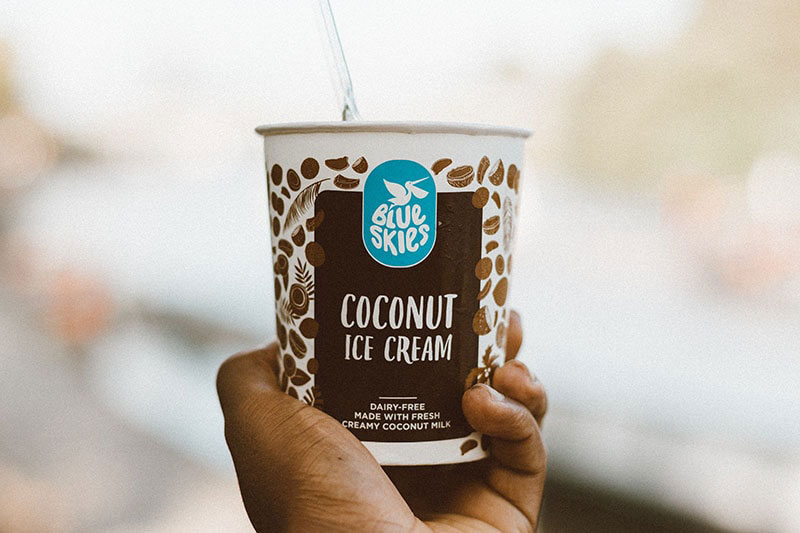 BLUE
SKIES
COCONUT
ICE CREAM
DAIRY-FREE
MADE WITH FRESH
CREAMY COCONUT MILK